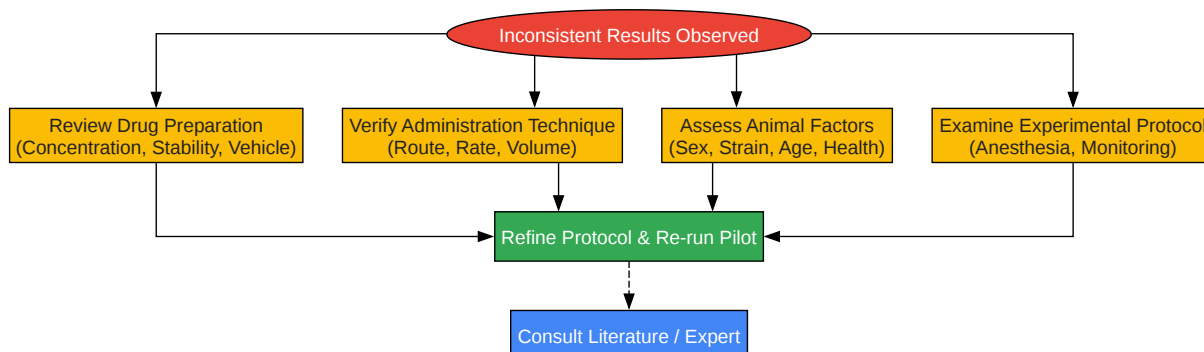 Inconsistent Results Observed
Review Drug Preparation
(Concentration, Stability, Vehicle)
Verify Administration Technique
(Route, Rate, Volume)
Assess Animal Factors
(Sex, Strain, Age, Health)
Examine Experimental Protocol
(Anesthesia, Monitoring)
Refine Protocol & Re-run Pilot
Consult Literature / Expert